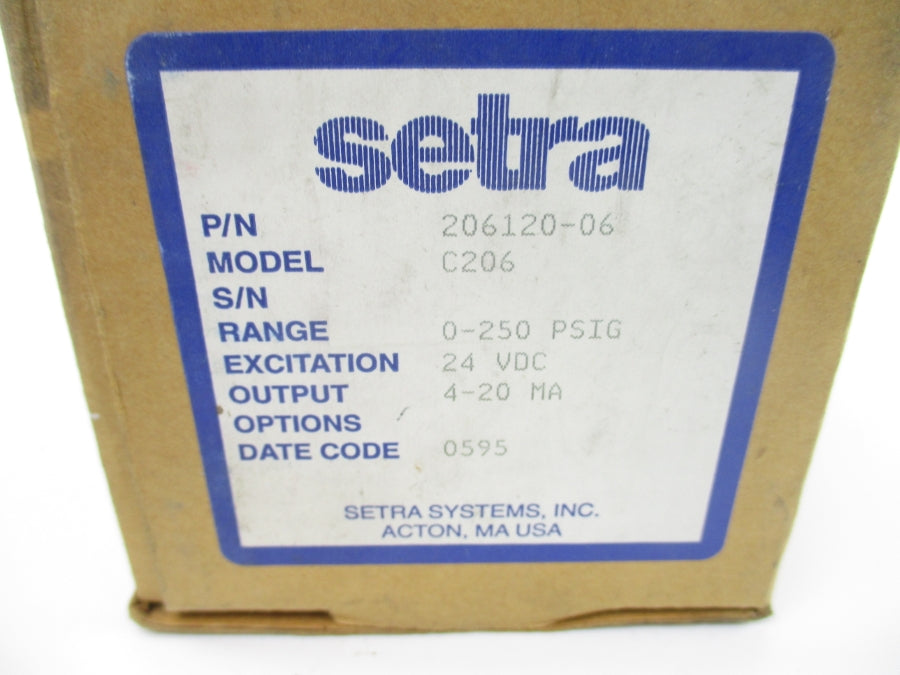 setra
P/N 206120-06
MODEL C206
S/N
RANGE 0-250 PSIG
EXCITATION 24 VDC
OUTPUT 4-20 MA
OPTIONS
DATE CODE 0595
SETRA SYSTEMS, INC.
ACTON, MA USA